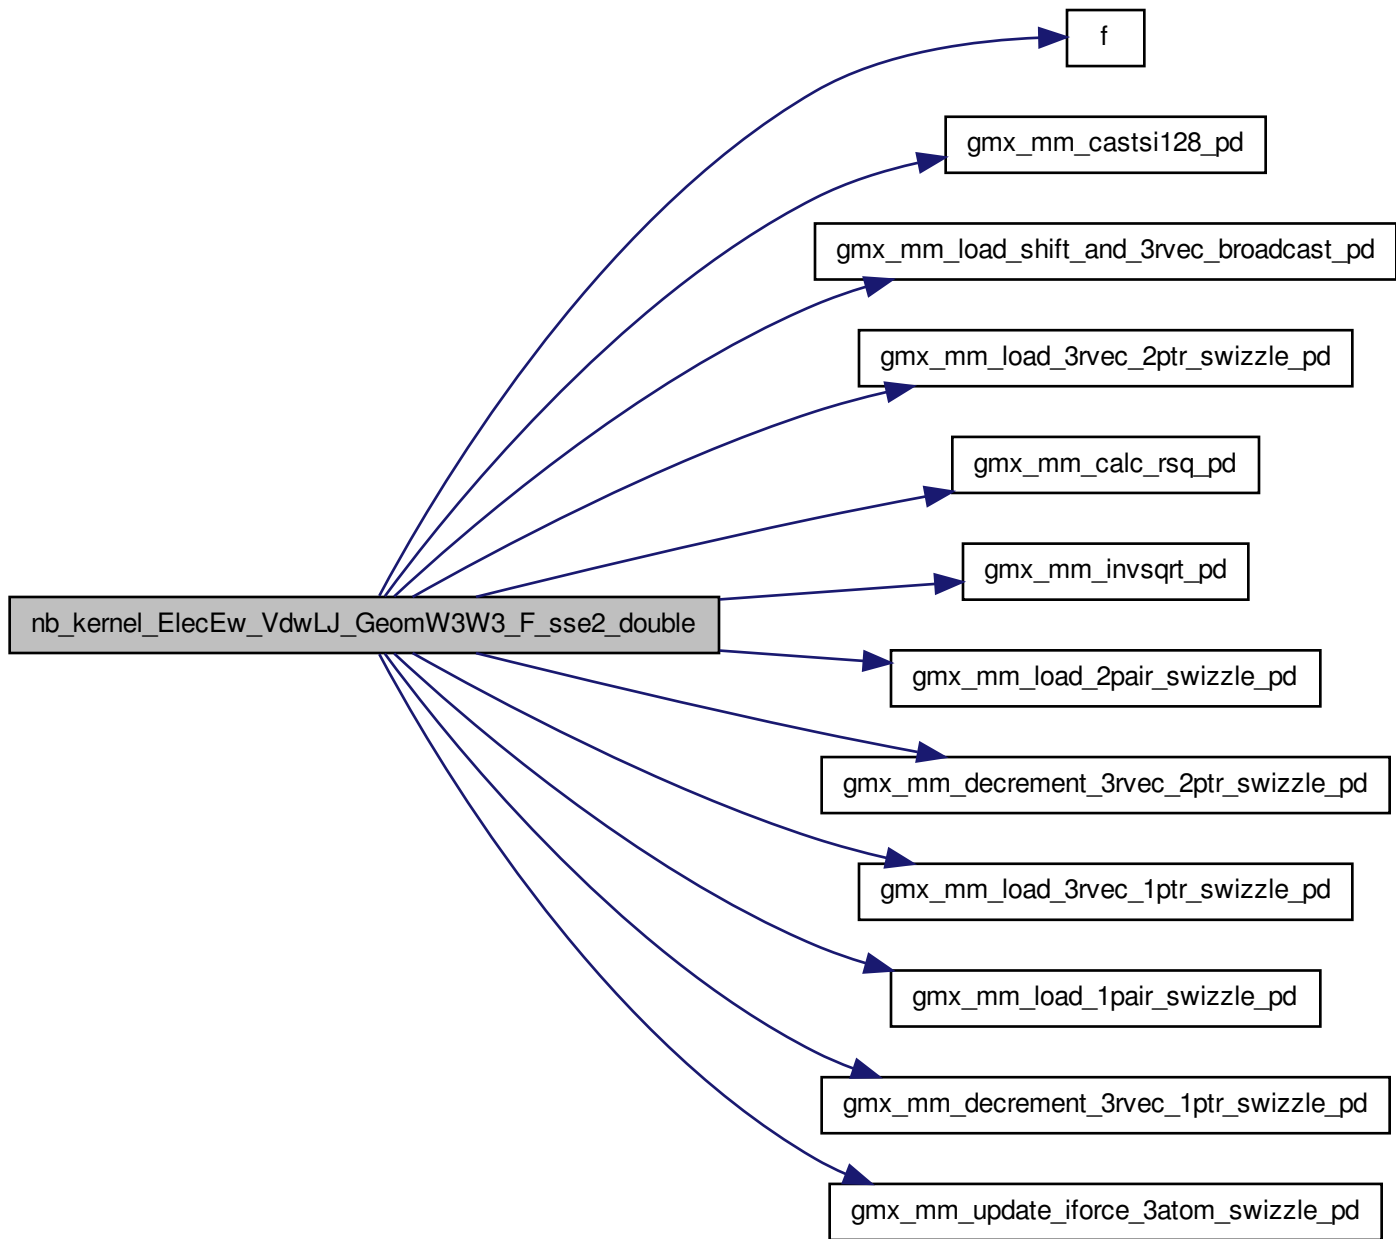 f
gmx_mm_castsi128_pd
gmx_mm_load_shift_and_3rvec_broadcast_pd
gmx_mm_load_3rvec_2ptr_swizzle_pd
gmx_mm_calc_rsq_pd
gmx_mm_invsqrt_pd
nb_kernel_ElecEw_VdwLJ_GeomW3W3_F_sse2_double
gmx_mm_load_2pair_swizzle_pd
gmx_mm_decrement_3rvec_2ptr_swizzle_pd
gmx_mm_load_3rvec_1ptr_swizzle_pd
gmx_mm_load_1pair_swizzle_pd
gmx_mm_decrement_3rvec_1ptr_swizzle_pd
gmx_mm_update_iforce_3atom_swizzle_pd